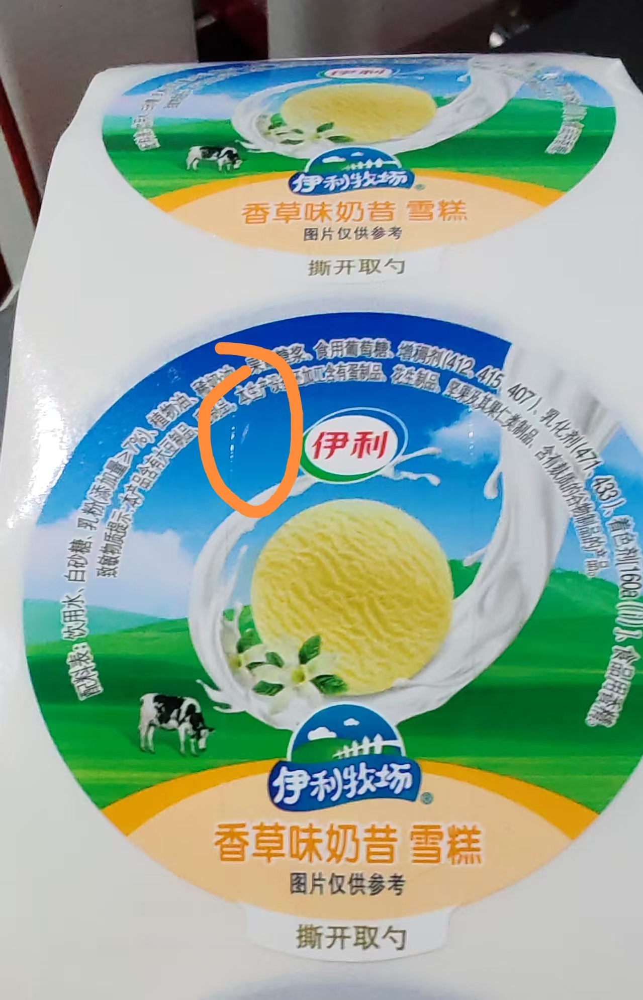 伊利
伊利牧场
香草味奶昔 雪糕
图片仅供参考
撕开取勺
配料表：饮用水、白砂糖、乳粉(添加量≥7%)、植物油、 糖浆、食用葡萄糖、增稠剂(412、415、407)、乳化剂(471、433)、着色剂160a(ii)、食品用香精
致敏物质提示：本产品含有大豆制品、 制品。本生产 加工含有蛋制品、花生制品、坚果及其果仁类制品、含有麸质的谷物制品的产品。
伊利
伊利牧场
香草味奶昔 雪糕
图片仅供参考
撕开取勺